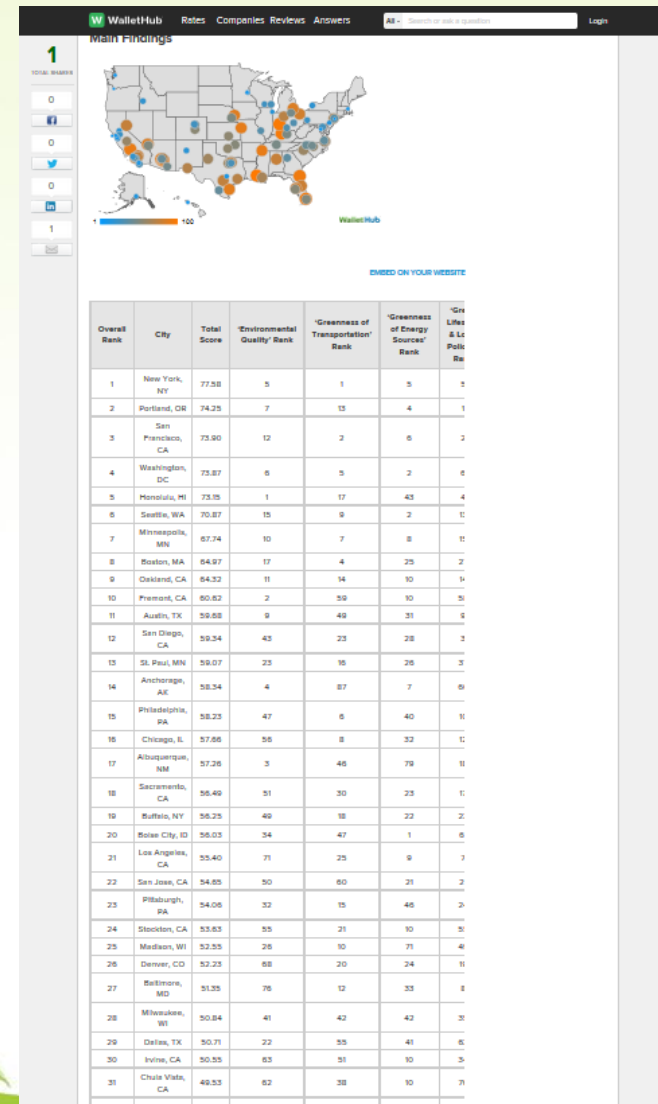 W WalletHub Rates Companies Reviews Answers All - Search or ask a question Login
Main Findings
1
TOTAL SHARES
0
0
0
in
1
1 100
WalletHub
EMBED ON YOUR WEBSITE
Overall Rank City Total Score 'Environmental Quality' Rank 'Greenness of Transportation' Rank 'Greenness of Energy Sources' Rank
1 New York, NY 77.58 5 1 5
2 Portland, OR 74.25 7 13 4
3 San Francisco, CA 73.90 12 2 6
4 Washington, DC 73.87 6 5 2
5 Honolulu, HI 73.15 1 17 43
6 Seattle, WA 70.87 15 9 2
7 Minneapolis, MN 67.74 10 7 8
8 Boston, MA 64.97 17 4 25
9 Oakland, CA 64.32 11 14 10
10 Fremont, CA 60.62 2 59 10
11 Austin, TX 59.68 9 49 31
12 San Diego, CA 59.34 43 23 28
13 St. Paul, MN 59.07 23 16 26
14 Anchorage, AK 58.34 4 87 7
15 Philadelphia, PA 58.23 47 6 40
16 Chicago, IL 57.66 56 8 32
17 Albuquerque, NM 57.26 3 46 79
18 Sacramento, CA 56.49 51 30 23
19 Buffalo, NY 56.25 49 18 22
20 Boise City, ID 56.03 34 47 1
21 Los Angeles, CA 55.40 71 25 9
22 San Jose, CA 54.65 50 60 21
23 Pittsburgh, PA 54.06 32 15 46
24 Stockton, CA 53.63 55 21 10
25 Madison, WI 52.55 26 10 71
26 Denver, CO 52.23 68 20 24
27 Baltimore, MD 51.35 76 12 33
28 Milwaukee, WI 50.84 41 42 42
29 Dallas, TX 50.71 22 55 41
30 Irvine, CA 50.55 63 51 10
31 Chula Vista, CA 49.53 62 38 10